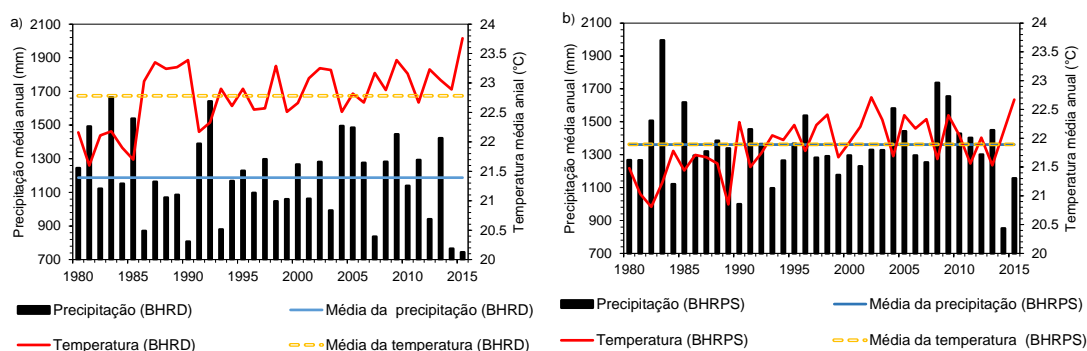 a)
Precipitação média anual (mm)
2100
1900
1700
1500
1300
1100
900
700
24
23.5
23
22.5
22
21.5
21
20.5
20
Temperatura média anial (°C)
1980 1985 1990 1995 2000 2005 2010 2015
Precipitação (BHRD)
Média da precipitação (BHRD)
Temperatura (BHRD)
Média da temperatura (BHRD)
b)
Precipitação média anual (mm)
2100
1900
1700
1500
1300
1100
900
700
24
23.5
23
22.5
22
21.5
21
20.5
20
Temperatura média anual (°C)
1980 1985 1990 1995 2000 2005 2010 2015
Precipitação (BHRPS)
Média da precipitação (BHRPS)
Temperatura (BHRPS)
Média da temperatura (BHRPS)